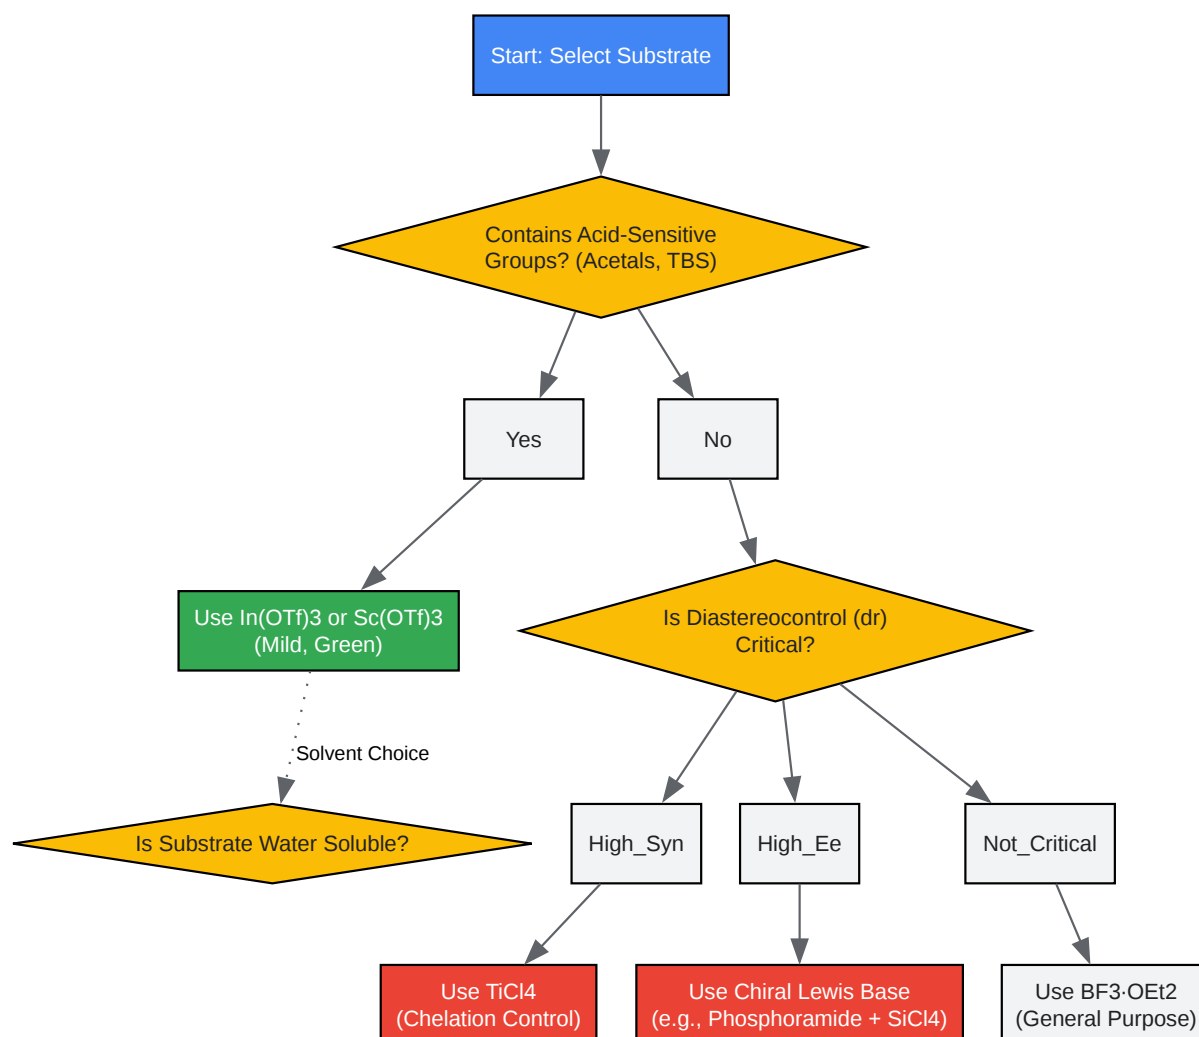 Start: Select Substrate
Contains Acid-Sensitive
Groups? (Acetals, TBS)
Yes
No
Use In(OTf)3 or Sc(OTf)3
(Mild, Green)
Is Diastereocontrol (dr)
Critical?
Solvent Choice
Is Substrate Water Soluble?
High_Syn
High_Ee
Not_Critical
Use TiCl4
(Chelation Control)
Use Chiral Lewis Base
(e.g., Phosphoramide + SiCl4)
Use BF3·OEt2
(General Purpose)